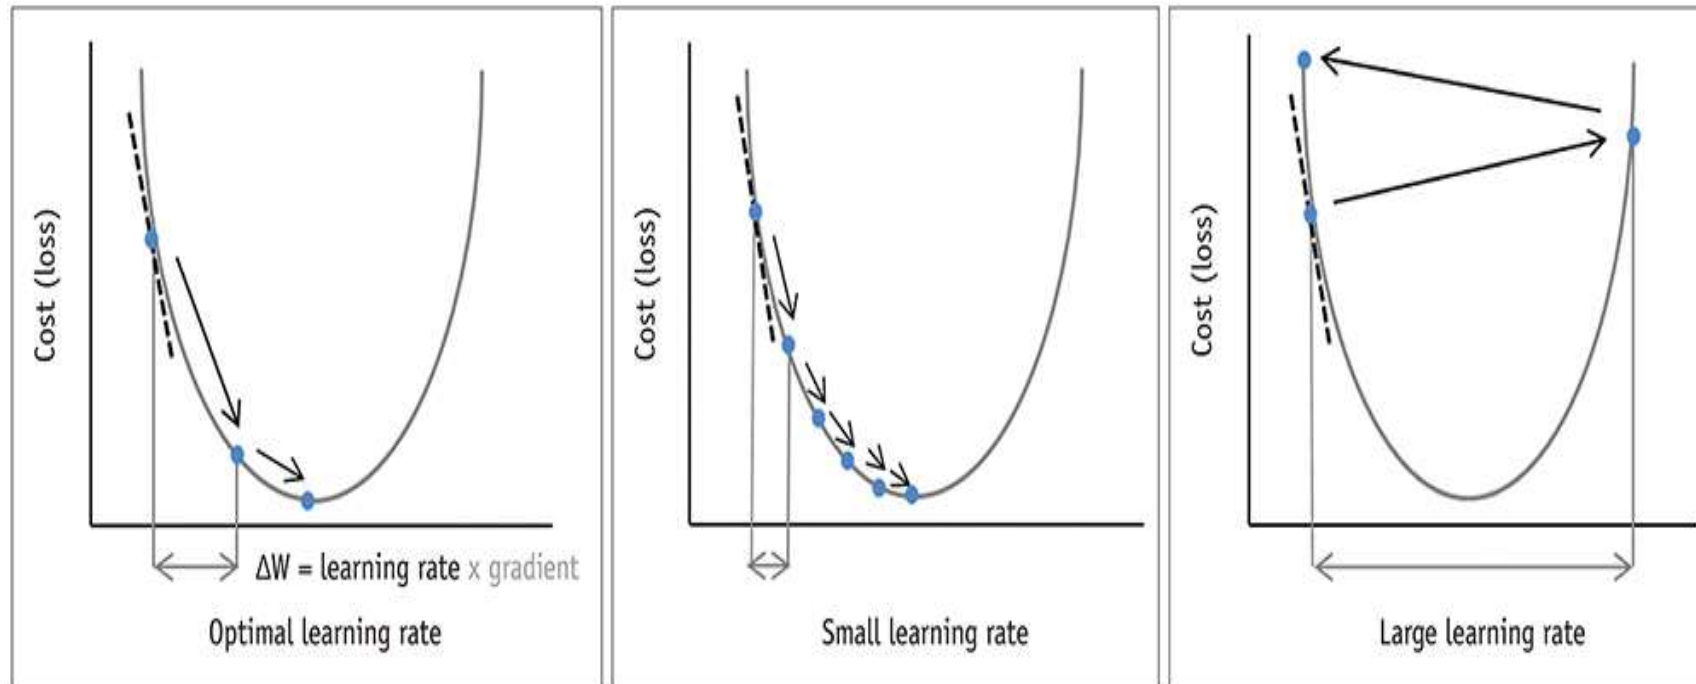 Cost (loss)
ΔW = learning rate x gradient
Optimal learning rate
Cost (loss)
Small learning rate
Cost (loss)
Large learning rate